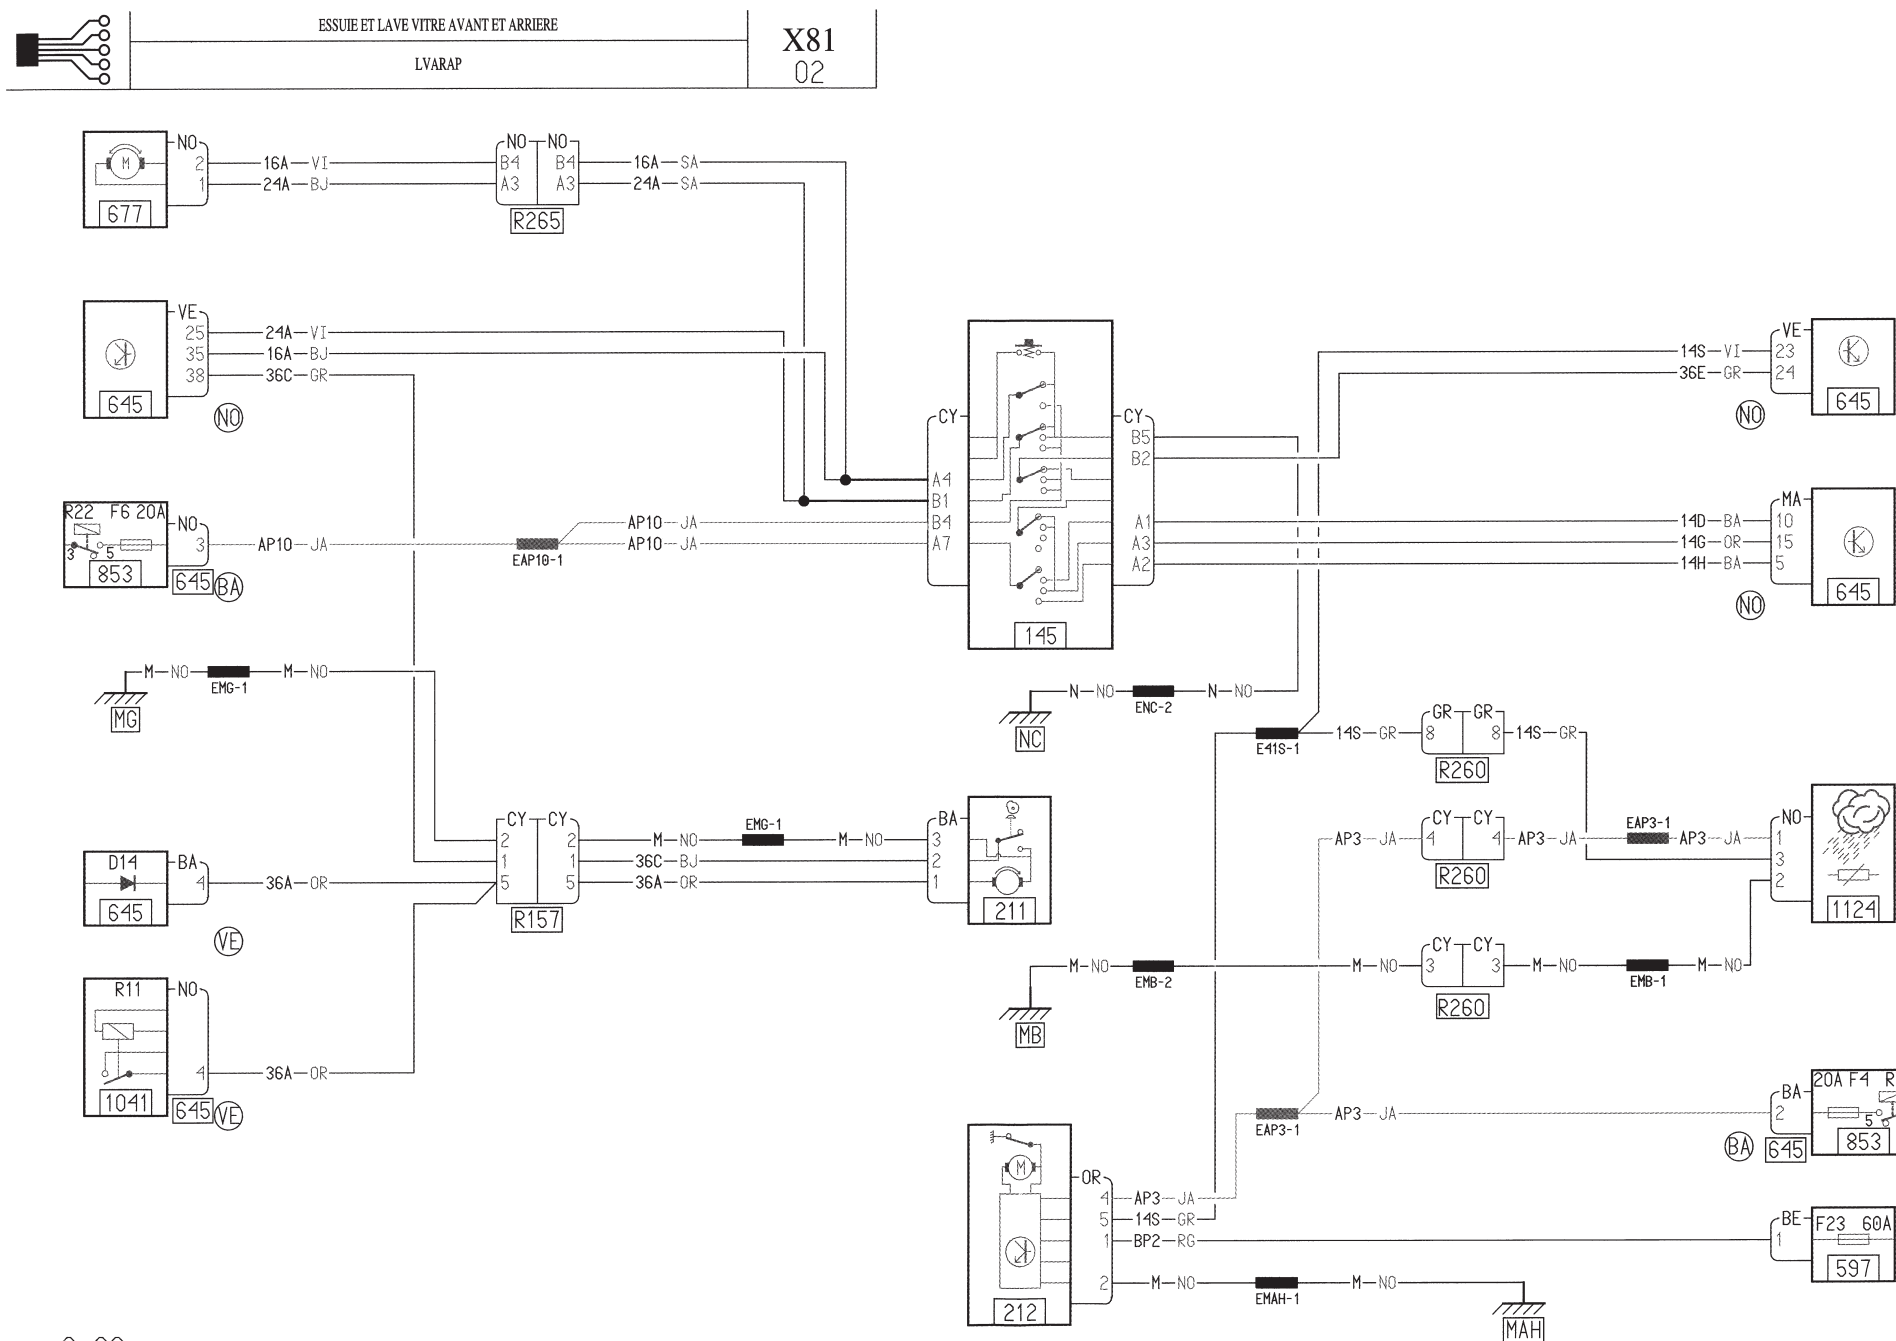 ESSUIE ET LAVE VITRE AVANT ET ARRIERE
LVARAP
X81
02
M
677
NO
2 16A VI
1 24A BJ
NO NO
B4 B4
A3 A3
R265
16A SA
24A SA
645
VE
25 24A VI
35 16A BJ
38 36C GR
NO
R22 F6 20A
3 5
853
NO
3
645 BA
AP10 JA
EAP10-1
AP10 JA
AP10 JA
CY
A4
B1
B4
A7
145
CY
B5
B2
A1
A3
A2
14S VI
36E GR
VE
23
24
645
NO
14D BA
14G OR
14H BA
MA
10
15
5
645
NO
MG
M NO
EMG-1
M NO
NC
N NO
ENC-2
N NO
E41S-1
14S GR
GR GR
8 8
R260
14S GR
D14
645
BA
4
VE
36A OR
CY CY
2 2
1 1
5 5
R157
M NO
EMG-1
M NO
36C BJ
36A OR
BA
3
2
1
211
AP3 JA
CY CY
4 4
R260
AP3 JA
EAP3-1
AP3 JA
NO
1
3
2
1124
MB
M NO
EMB-2
M NO
CY CY
3 3
R260
M NO
EMB-1
M NO
R11
1041
NO
4
645 VE
36A OR
EAP3-1
AP3 JA
BA
2
BA 645
20A F4 R
5
853
M
212
OR
4 AP3 JA
5 14S GR
1 BP2 RG
2 M NO
EMAH-1
M NO
MAH
BE
1
F23 60A
597